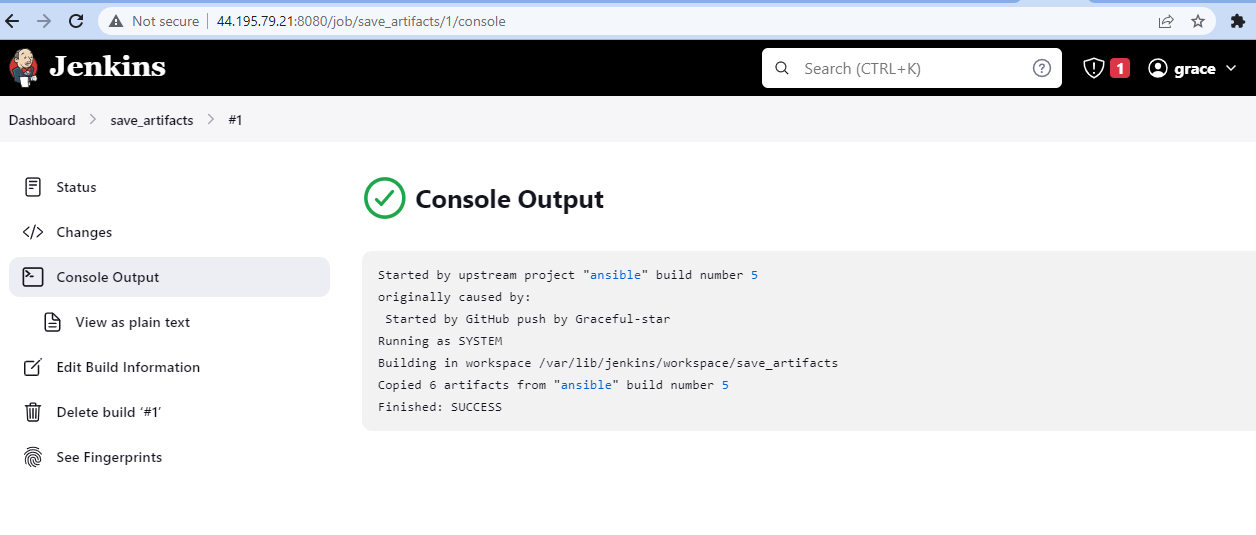 Not secure 44.195.79.21:8080/job/save_artifacts/1/console
Jenkins
Search (CTRL+K)
1
grace
Dashboard save_artifacts #1
Status
Changes
Console Output
View as plain text
Edit Build Information
Delete build ‘#1’
See Fingerprints
Console Output
Started by upstream project "ansible" build number 5
originally caused by:
Started by GitHub push by Graceful-star
Running as SYSTEM
Building in workspace /var/lib/jenkins/workspace/save_artifacts
Copied 6 artifacts from "ansible" build number 5
Finished: SUCCESS